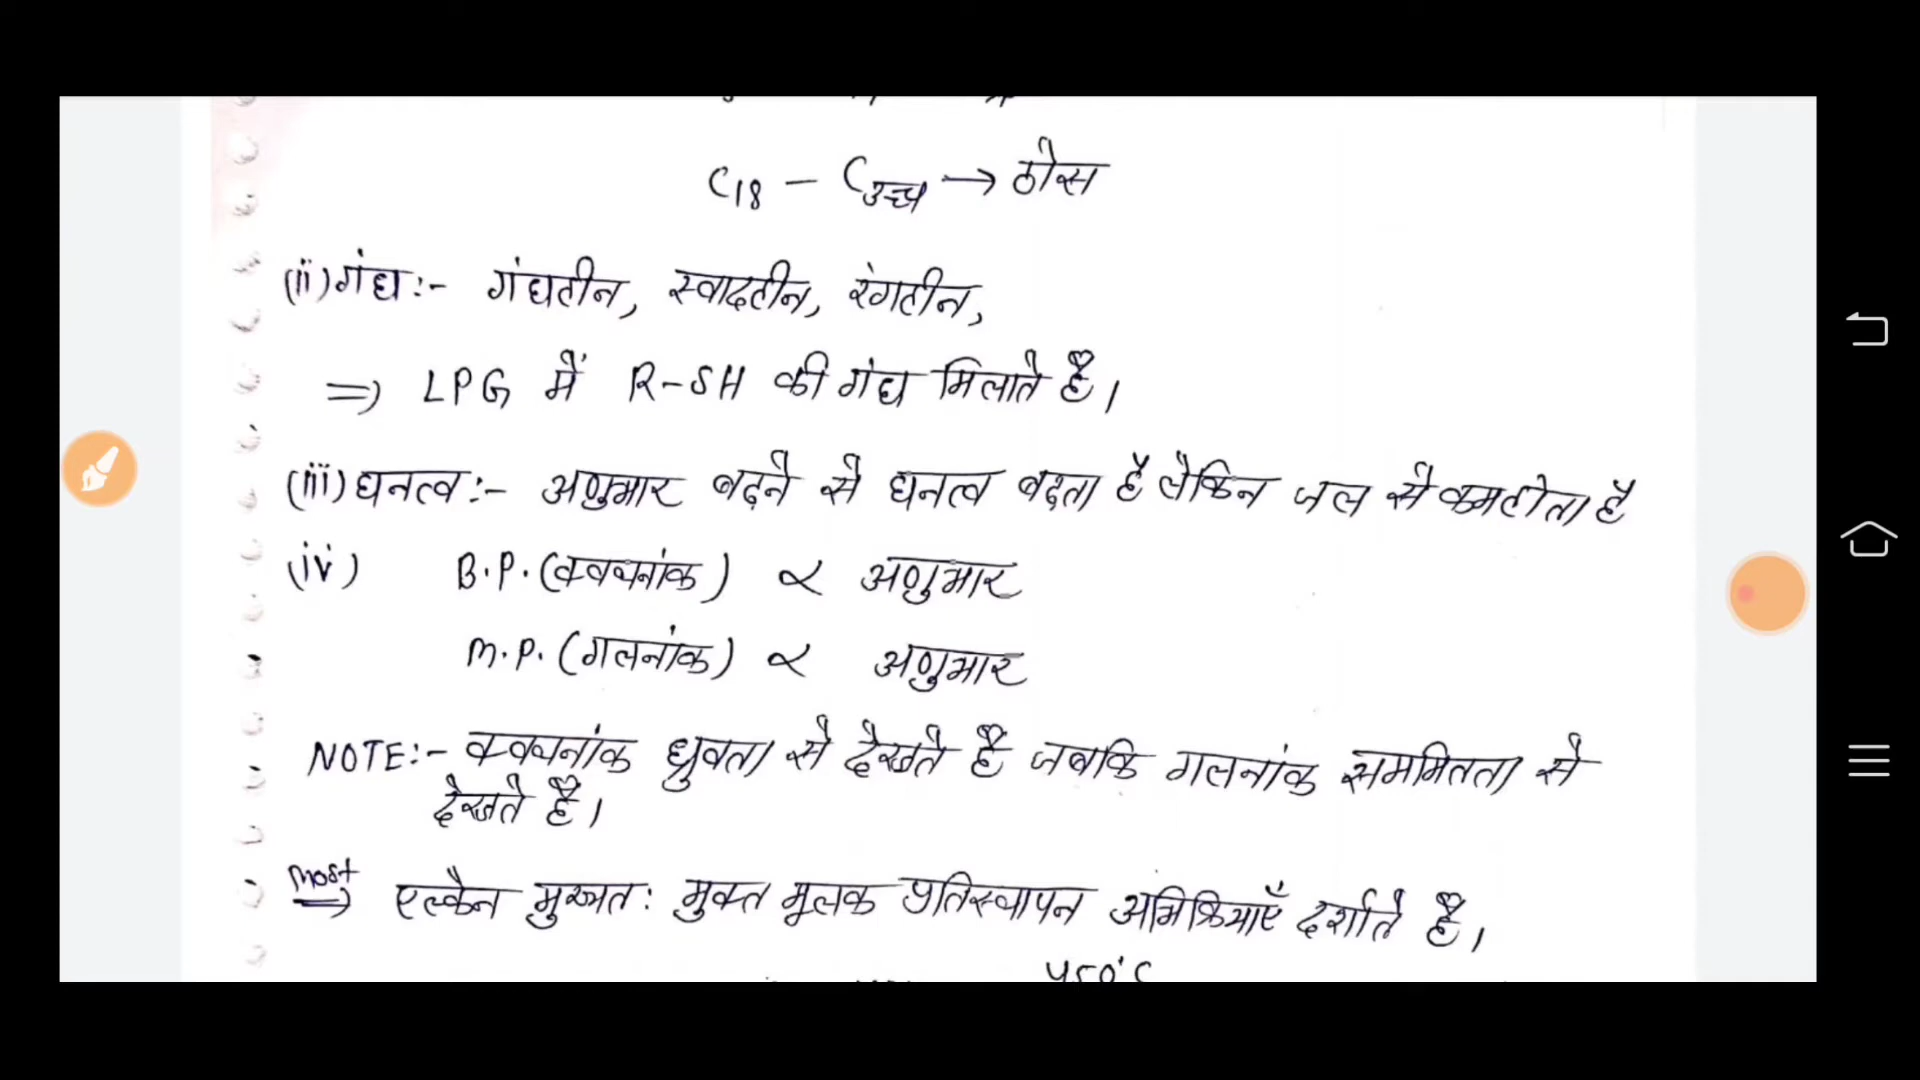 C18 – Cउच्च → ठोस
(ii) गंध :- गंधहीन, स्वादहीन, रंगहीन,
⇒ LPG में R-SH की गंध मिलाते है।
(iii) घनत्व :- अणुभार बढ़ने से घनत्व बढ़ता है लेकिन जल से कम होता है
(iv) B.P. (क्वथनांक) ∝ अणुभार
M.P. (गलनांक) ∝ अणुभार
NOTE :- क्वथनांक ध्रुवता से देखते है जबकि गलनांक सममितता से
देखते है।
most
⇒ एल्केन मुख्यत: मुक्त मूलक प्रतिस्थापन अभिक्रियाएँ दर्शाते है।
450°C